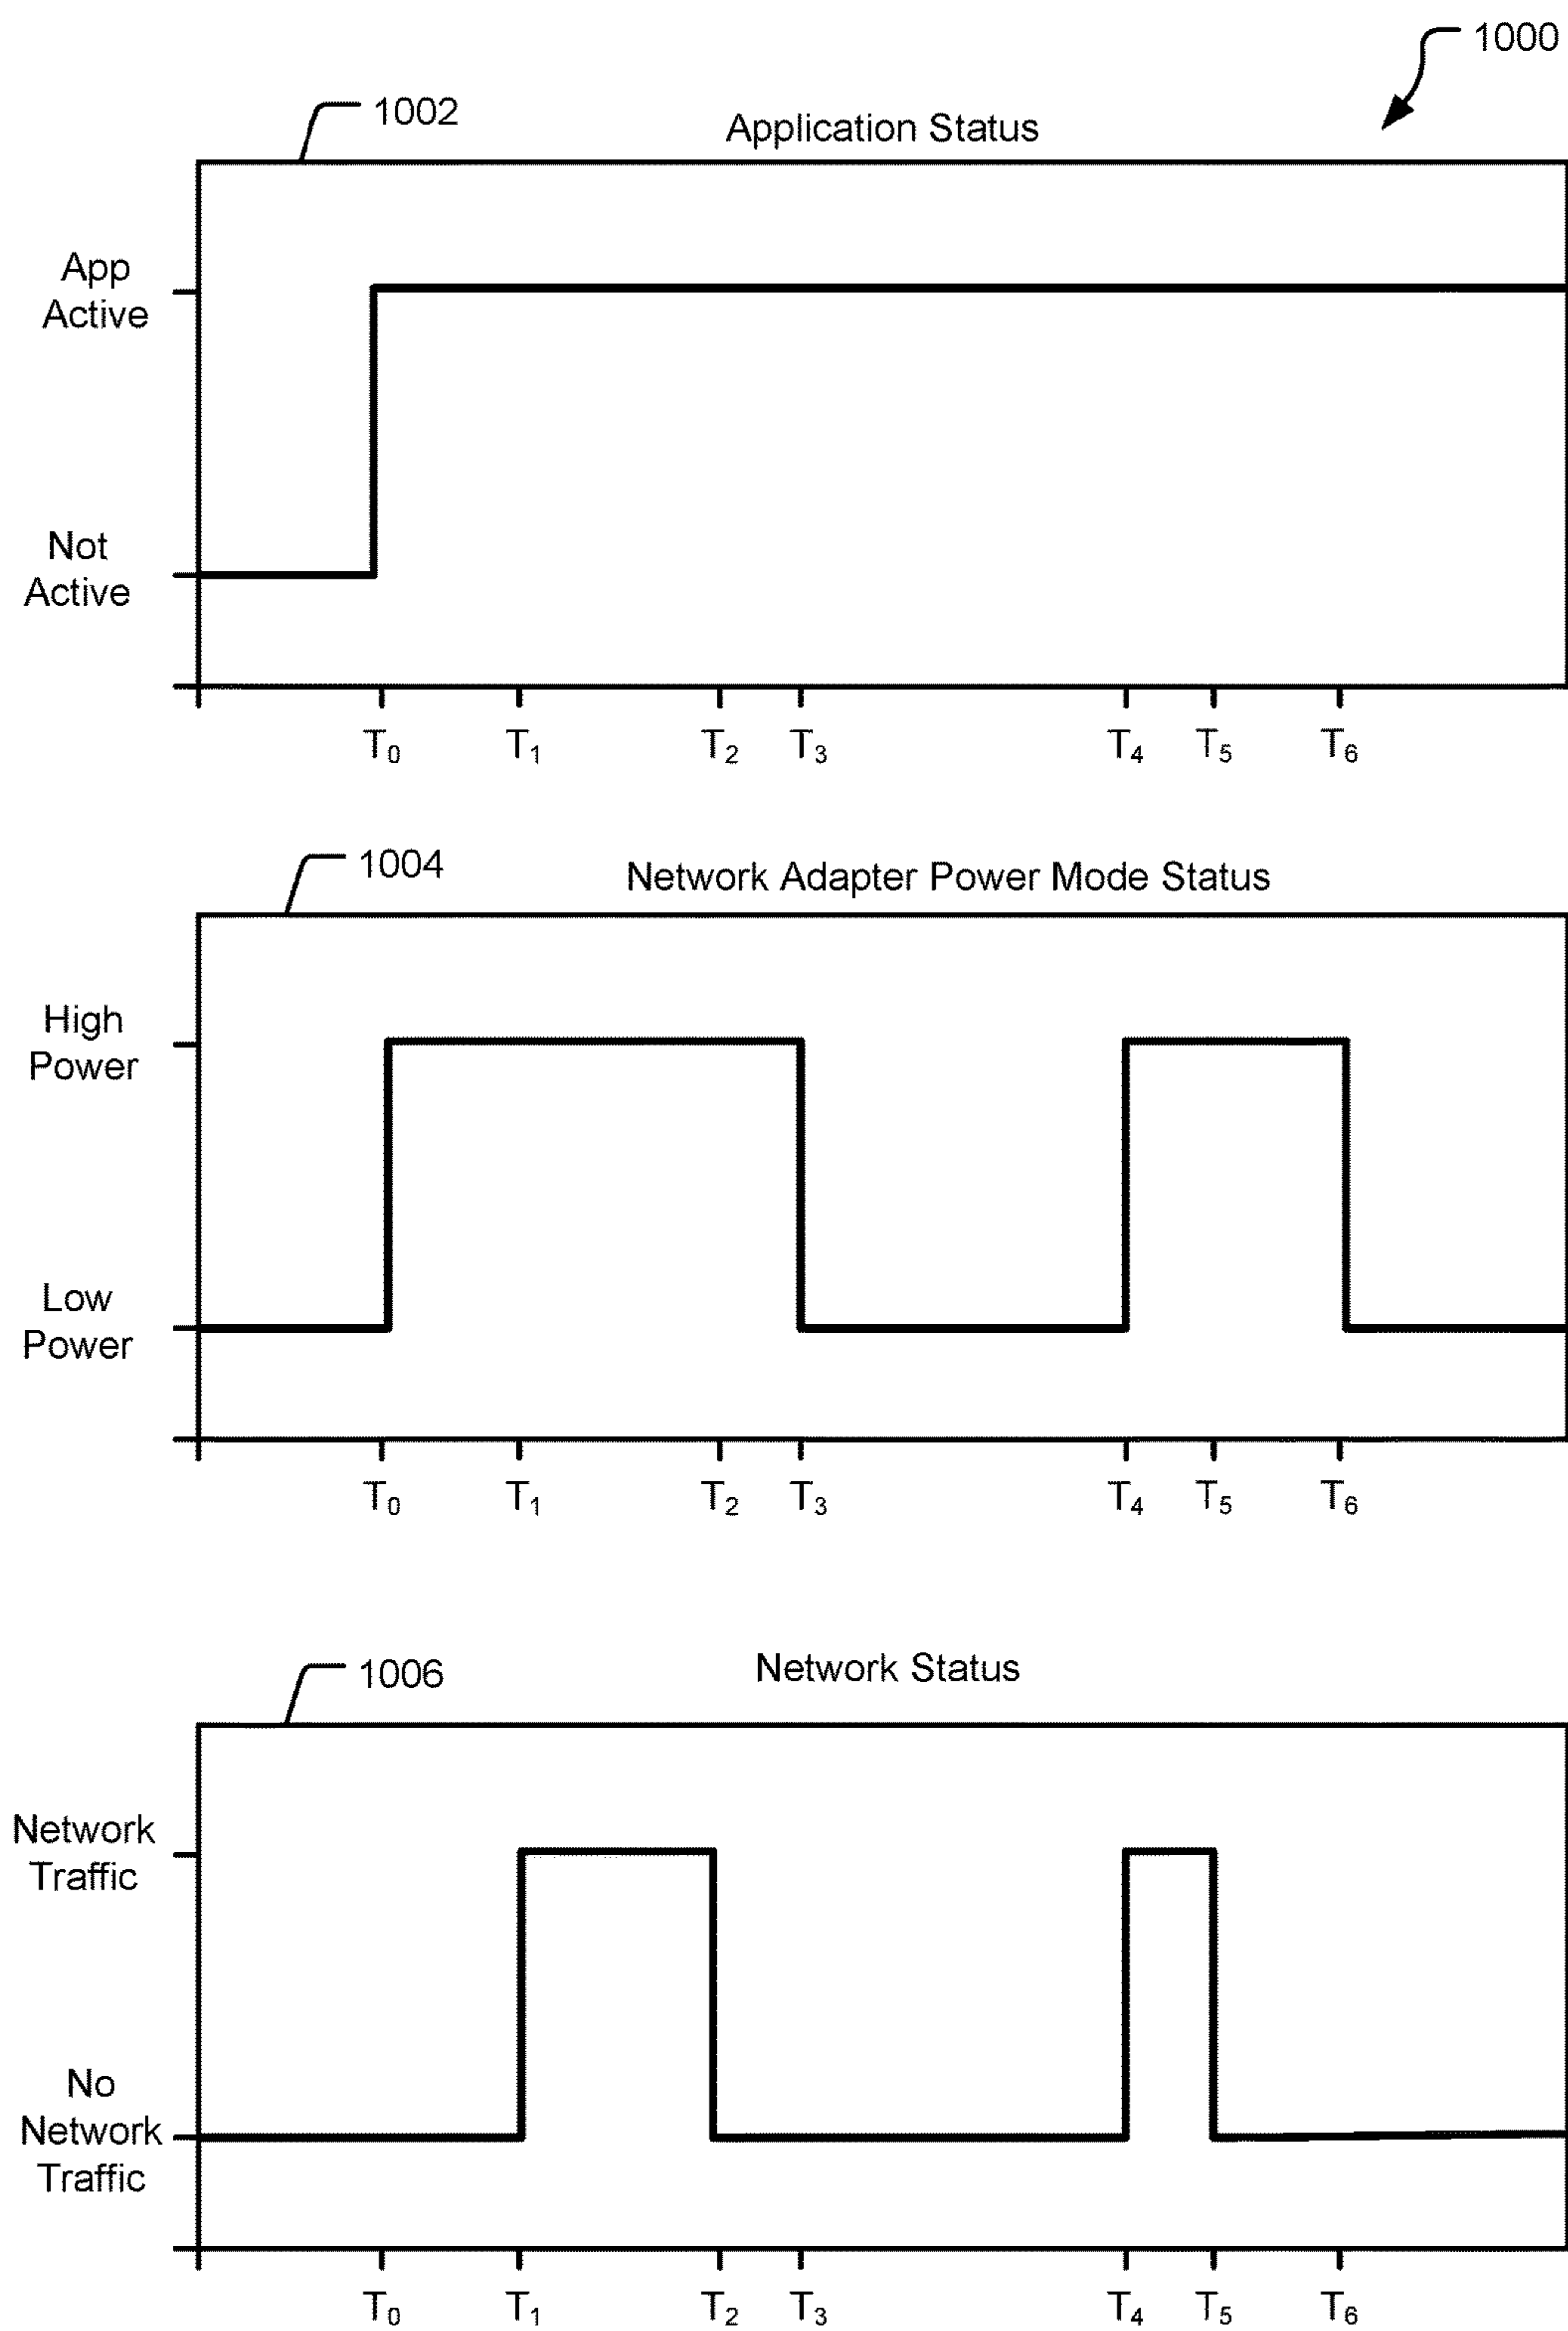 1000
1002
Application Status
App
Active
Not
Active
T0 T1 T2 T3 T4 T5 T6
1004
Network Adapter Power Mode Status
High
Power
Low
Power
T0 T1 T2 T3 T4 T5 T6
1006
Network Status
Network
Traffic
No
Network
Traffic
T0 T1 T2 T3 T4 T5 T6